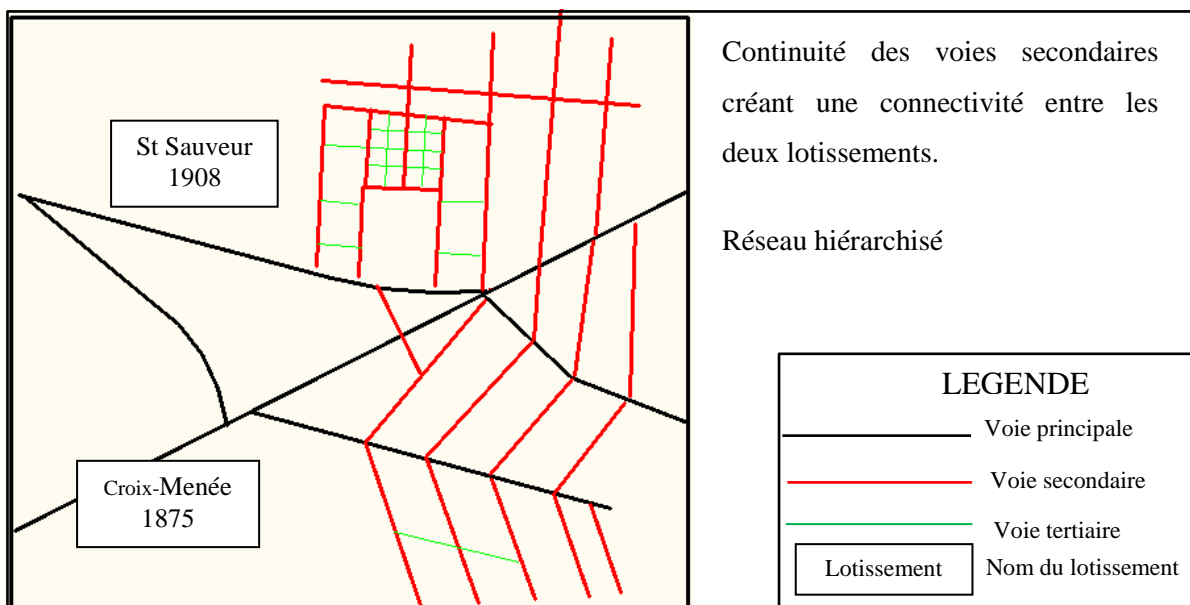 St Sauveur
1908
Croix-Menée
1875
Continuité des voies secondaires
créant une connectivité entre les
deux lotissements.
Réseau hiérarchisé
LEGENDE
Voie principale
Voie secondaire
Voie tertiaire
Lotissement Nom du lotissement